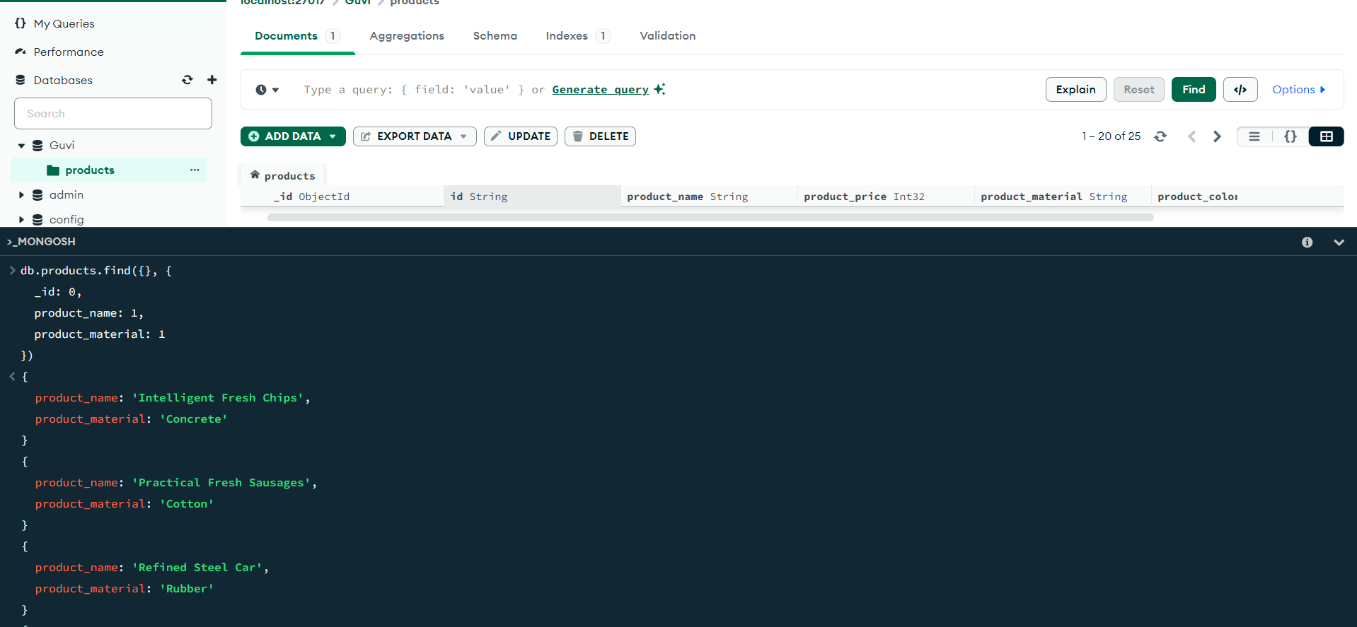 localhost:27017 > Guvi > products
{} My Queries
Performance
Databases
Search
Guvi
products
admin
config
Documents 1 Aggregations Schema Indexes 1 Validation
Type a query: { field: 'value' } or Generate query
Explain Reset Find </> Options
ADD DATA EXPORT DATA UPDATE DELETE
1 – 20 of 25
products
_id ObjectId id String product_name String product_price Int32 product_material String product_color
>_MONGOSH
> db.products.find({}, {
_id: 0,
product_name: 1,
product_material: 1
})
< {
product_name: 'Intelligent Fresh Chips',
product_material: 'Concrete'
}
{
product_name: 'Practical Fresh Sausages',
product_material: 'Cotton'
}
{
product_name: 'Refined Steel Car',
product_material: 'Rubber'
}